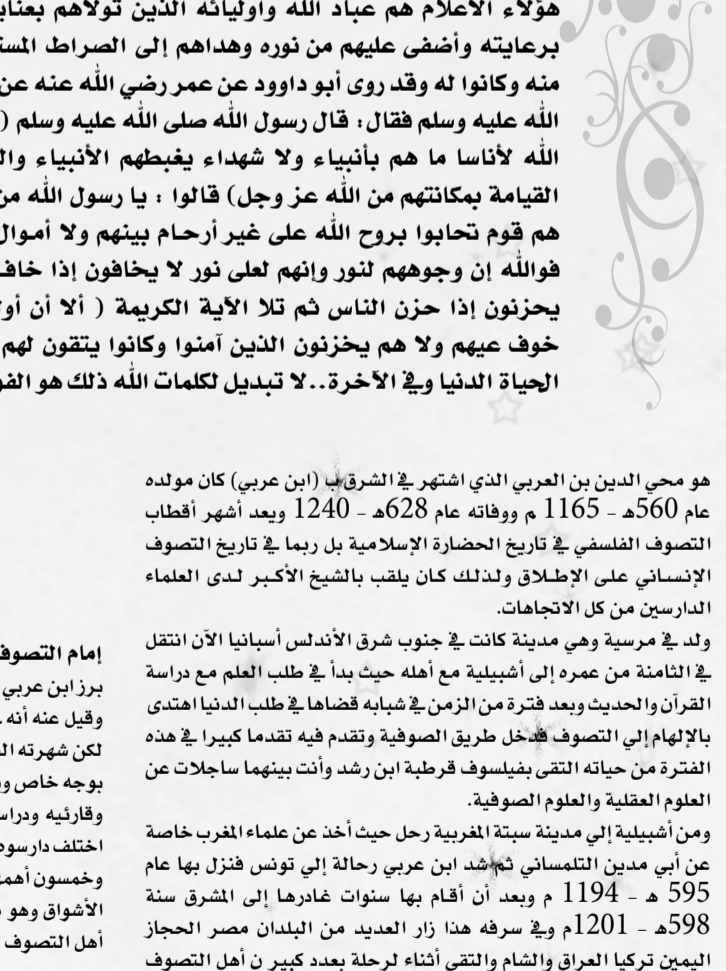 هؤلاء الأعلام هم عباد الله وأوليائه الذين تولاهم
برعايته وأضفى عليهم من نوره وهداهم إلى الصراط
منه وكانوا له وقد روى أبو داوود عن عمر رضي الله عنه عن
الله عليه وسلم فقال: قال رسول الله صلى الله عليه وسلم (
الله لأناسا ما هم بأنبياء ولا شهداء يغبطهم الأنبياء
القيامة بمكانتهم من الله عز وجل) قالوا : يا رسول الله من
هم قوم تحابوا بروح الله على غير أرحام بينهم ولا أموال
فوالله إن وجوههم لنور وإنهم لعلى نور لا يخافون إذا خاف
يحزنون إذا حزن الناس ثم تلا الآية الكريمة ( ألا أن
خوف عيهم ولا هم يخزنون الذين آمنوا وكانوا يتقون لهم
الحياة الدنيا وفي الآخرة..لا تبديل لكلمات الله ذلك هو
هو محي الدين بن العربي الذي اشتهر في الشرق ب (ابن عربي) كان مولده
عام 560هـ - 1165 م ووفاته عام 628هـ - 1240 ويعد أشهر أقطاب
التصوف الفلسفي في تاريخ الحضارة الإسلامية بل ربما في تاريخ التصوف
الإنساني على الإطلاق ولذلك كان يلقب بالشيخ الأكبر لدى العلماء
الدارسين من كل الاتجاهات.
ولد في مرسية وهي مدينة كانت في جنوب شرق الأندلس أسبانيا الآن انتقل
في الثامنة من عمره إلى أشبيلية مع أهله حيث بدأ في طلب العلم مع دراسة
القرآن والحديث وبعد فترة من الزمن في شبابه قضاها في طلب الدنيا اهتدى
بالإلهام إلي التصوف فدخل طريق الصوفية وتقدم فيه تقدما كبيرا في هذه
الفترة من حياته التقى بفيلسوف قرطبة ابن رشد وأنت بينهما ساجلات عن
العلوم العقلية والعلوم الصوفية.
ومن أشبيلية إلي مدينة سبتة المغربية رحل حيث أخذ عن علماء المغرب خاصة
عن أبي مدين التلمساني ثم شد ابن عربي رحالة إلي تونس فنزل بها عام
595 هـ - 1194 م وبعد أن أقام بها سنوات غادرها إلى المشرق سنة
598هـ - 1201م وفي سرفه هذا زار العديد من البلدان مصر الحجاز
اليمين تركيا العراق والشام والتقي أثناء لرحلة بعدد كبير ن أهل التصوف
إمام التصوف
برز ابن عربي
وقيل عنه أنه
لكن شهرته
بوجه خاص
وقارئيه
اختلف دارسو
وخمسون
الأشواق وهو
أهل التصوف